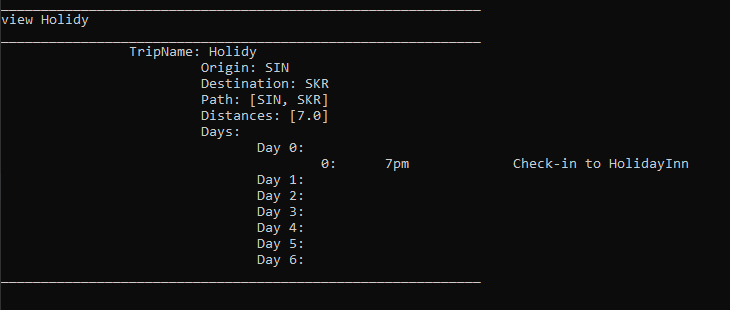 view Holidy
TripName: Holidy
Origin: SIN
Destination: SKR
Path: [SIN, SKR]
Distances: [7.0]
Days:
Day 0:
0: 7pm Check-in to HolidayInn
Day 1:
Day 2:
Day 3:
Day 4:
Day 5:
Day 6: